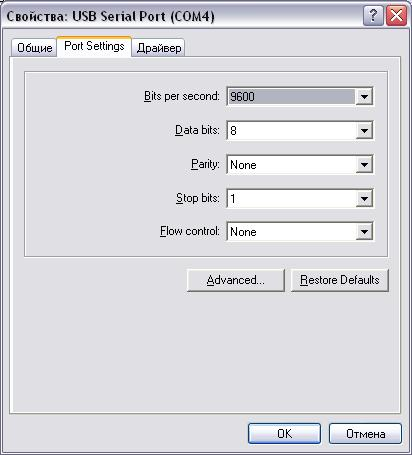 Свойства: USB Serial Port (COM4)
Общие Port Settings Драйвер
Bits per second: 9600
Data bits: 8
Parity: None
Stop bits: 1
Flow control: None
Advanced... Restore Defaults
OK Отмена